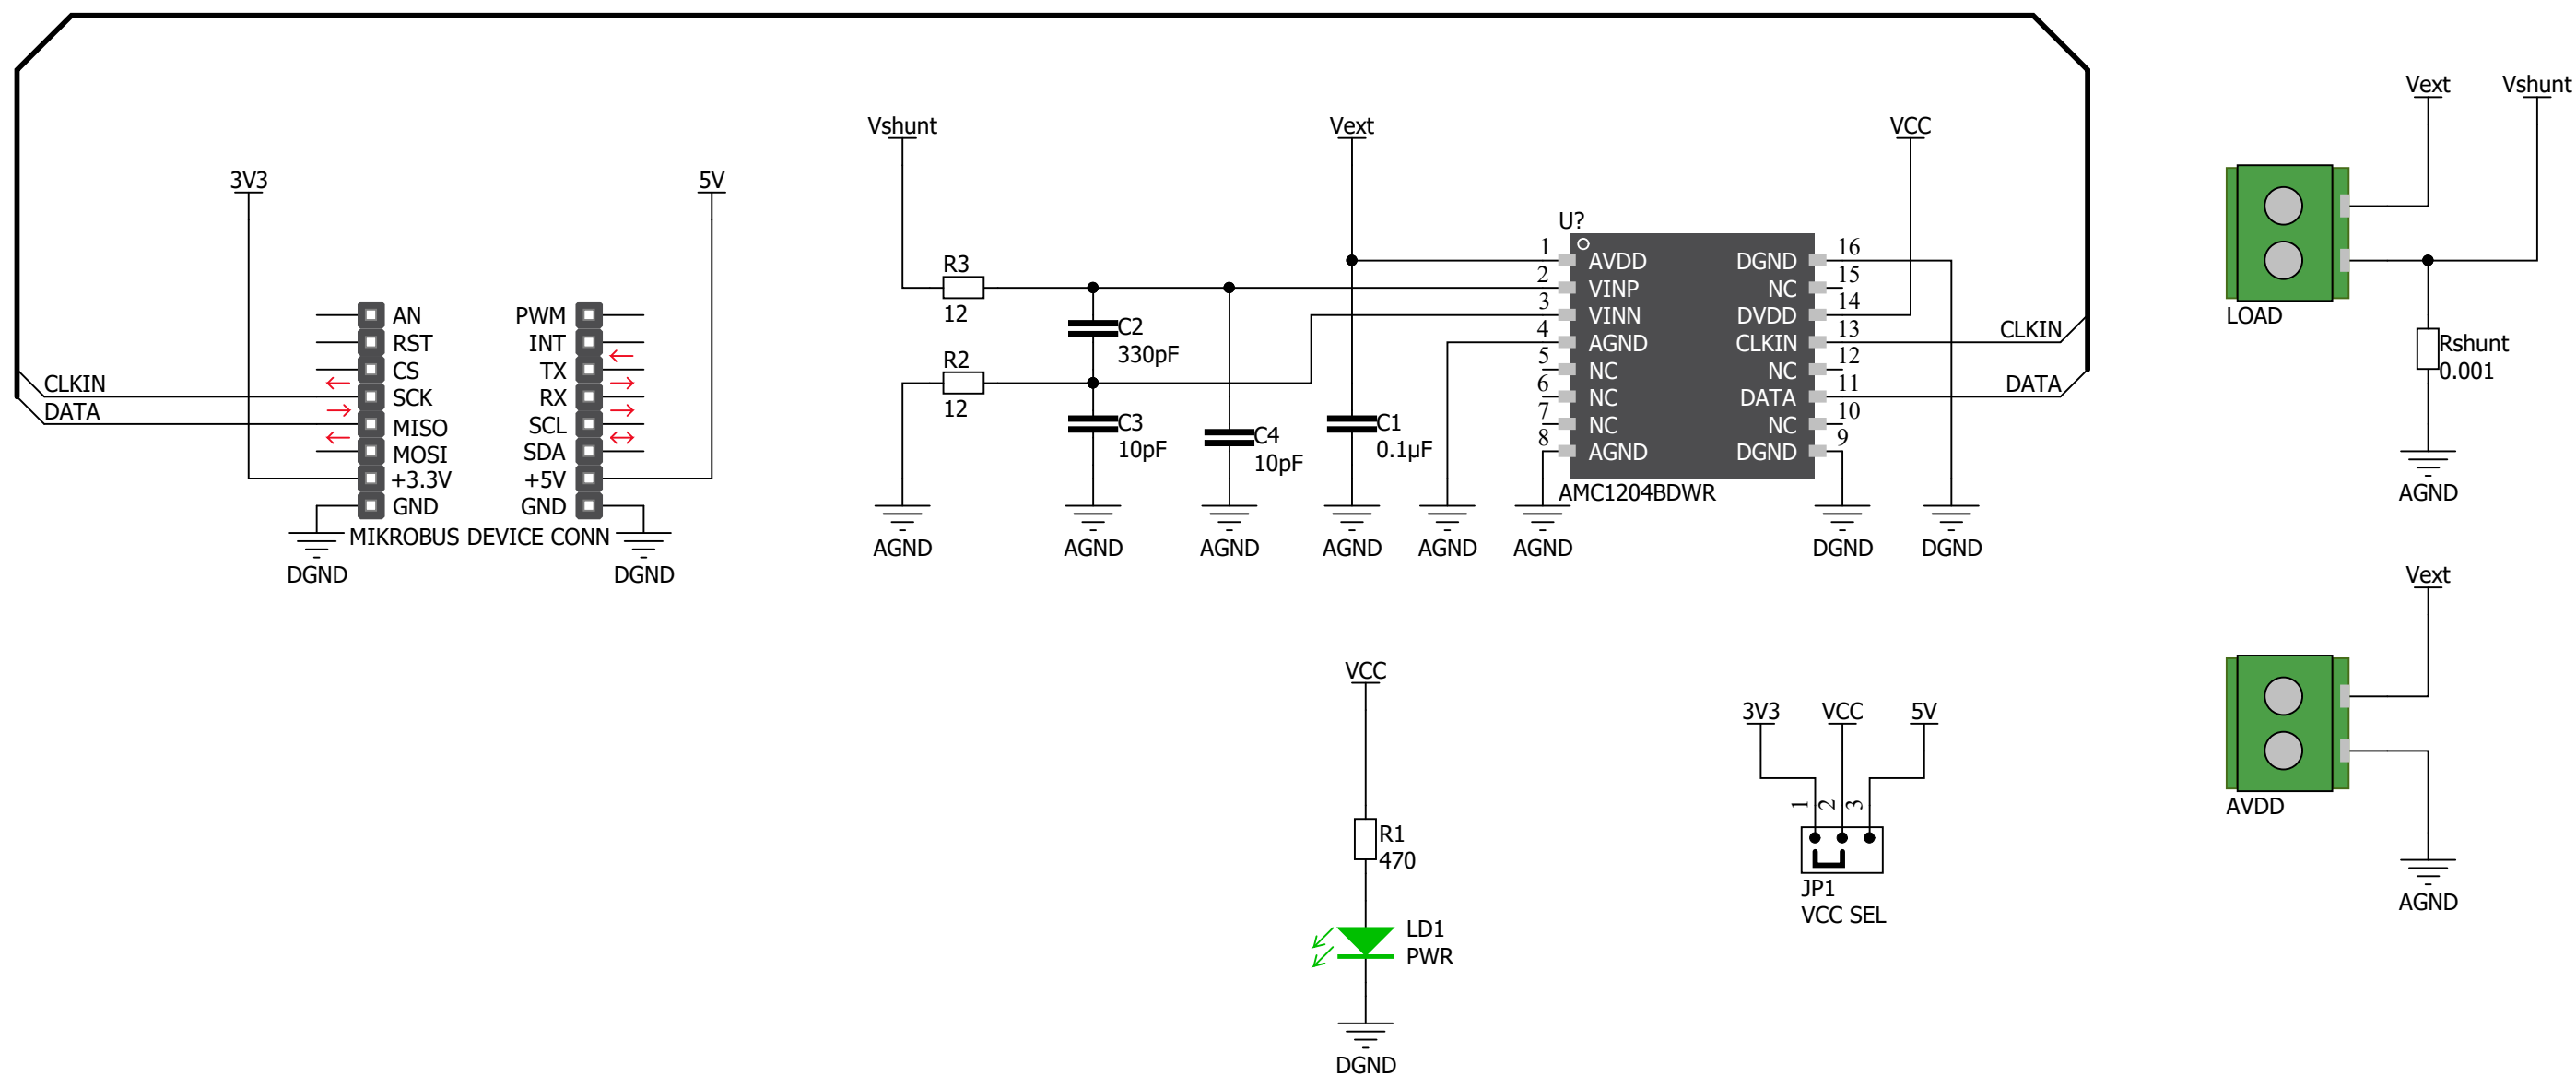 Vext Vshunt
Vshunt Vext VCC
3V3 5V
U?
1 AVDD DGND 16
2 VINP NC 15
3 VINN DVDD 14
4 AGND CLKIN 13 CLKIN
5 NC NC 12
6 NC DATA 11 DATA
7 NC NC 10
8 AGND DGND 9
AMC1204BDWR
R3
12
R2
12
C2
330pF
C3
10pF
C4
10pF
C1
0.1µF
AGND AGND AGND AGND AGND AGND DGND DGND
AN PWM
RST INT
CS TX
CLKIN SCK RX
DATA MISO SCL
MOSI SDA
+3.3V +5V
GND GND
MIKROBUS DEVICE CONN
DGND DGND
LOAD
Rshunt
0.001
AGND
Vext
AVDD
AGND
VCC
R1
470
LD1
PWR
DGND
3V3 VCC 5V
1 2 3
JP1
VCC SEL